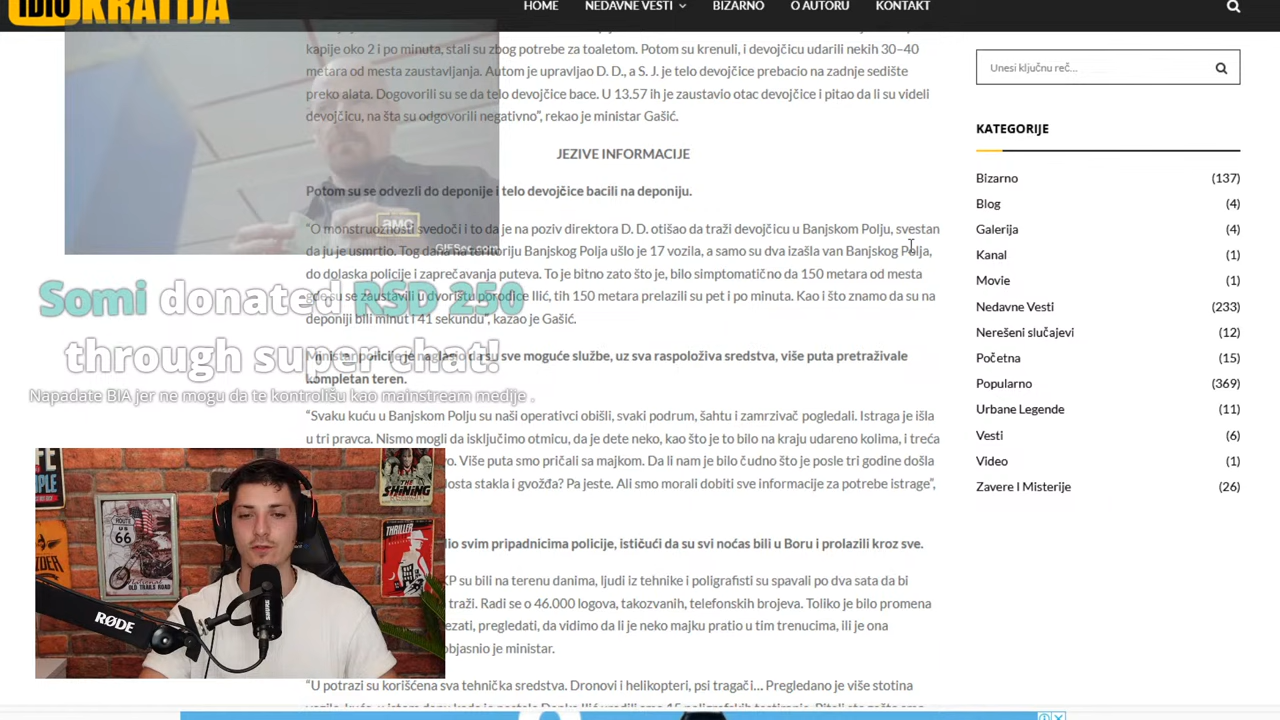 IDIO
KRATIJA
HOME NEDAVNE VESTI BIZARNO O AUTORU KONTAKT
kapije oko 2 i po minuta, stali su zbog potrebe za toaletom. Potom su krenuli, i devojčicu udarili nekih 30–40
metara od mesta zaustavljanja. Autom je upravljao D. D., a S. J. je telo devojčice prebacio na zadnje sedište
preko alata. Dogovorili su se da telo devojčice bace. U 13.57 ih je zaustavio otac devojčice i pitao da li su videli
devojčicu, na šta su odgovorili negativno”, rekao je ministar Gašić.
JEZIVE INFORMACIJE
Potom su se odvezli do deponije i telo devojčice bacili na deponiju.
“O monstruoznosti svedoči i to da je na poziv direktora D. D. otišao da traži devojčicu u Banjskom Polju, svestan
da ju je usmrtio. Tog dana na teritoriju Banjskog Polja ušlo je 17 vozila, a samo su dva izašla van Banjskog Polja,
do dolaska policije i zaprečavanja puteva. To je bitno zato što je, bilo simptomatično da 150 metara od mesta
gde su se zaustavili u dvorištu porodice Ilić, tih 150 metara prelazili su pet i po minuta. Kao i što znamo da su na
deponiji bili minut i 41 sekundu”, kazao je Gašić.
Ministar policije je naglasio da su sve moguće službe, uz sva raspoloživa sredstva, više puta pretraživale
kompletan teren.
“Svaku kuću u Banjskom Polju su naši operativci obišli, svaki podrum, šahtu i zamrzivač pogledali. Istraga je išla
u tri pravca. Nismo mogli da isključimo otmicu, da je dete neko, kao što je to bilo na kraju udareno kolima, i treća
vo. Više puta smo pričali sa majkom. Da li nam je bilo čudno što je posle tri godine došla
dosta stakla i gvožđa? Pa jeste. Ali smo morali dobiti sve informacije za potrebe istrage”,
io svim pripadnicima policije, ističući da su svi noćas bili u Boru i prolazili kroz sve.
KP su bili na terenu danima, ljudi iz tehnike i poligrafisti su spavali po dva sata da bi
traži. Radi se o 46.000 logova, takozvanih, telefonskih brojeva. Toliko je bilo promena
ezati, pregledati, da vidimo da li je neko majku pratio u tim trenucima, ili je ona
objasnio je ministar.
“U potrazi su korišćena sva tehnička sredstva. Dronovi i helikopteri, psi tragači… Pregledano je više stotina
amc
GIFSec.com
Somi donated RSD 250
through super chat!
Napadate BIA jer ne mogu da te kontrolišu kao mainstream medije .
Unesi ključnu reč...
KATEGORIJE
Bizarno (137)
Blog (4)
Galerija (4)
Kanal (1)
Movie (1)
Nedavne Vesti (233)
Nerešeni slučajevi (12)
Početna (15)
Popularno (369)
Urbane Legende (11)
Vesti (6)
Video (1)
Zavere I Misterije (26)
ROUTE
US
66
The
SHINING
THRILLER
RØDE